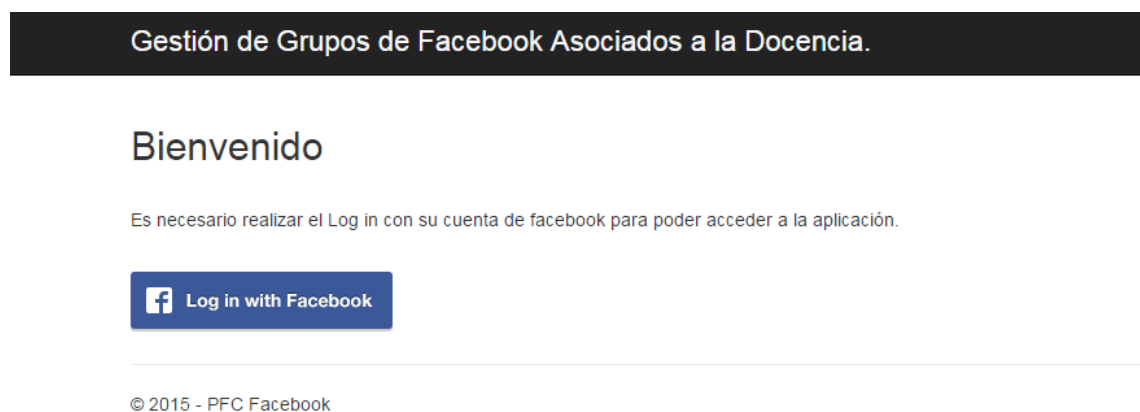 Gestión de Grupos de Facebook Asociados a la Docencia.
Bienvenido
Es necesario realizar el Log in con su cuenta de facebook para poder acceder a la aplicación.
Log in with Facebook
© 2015 - PFC Facebook